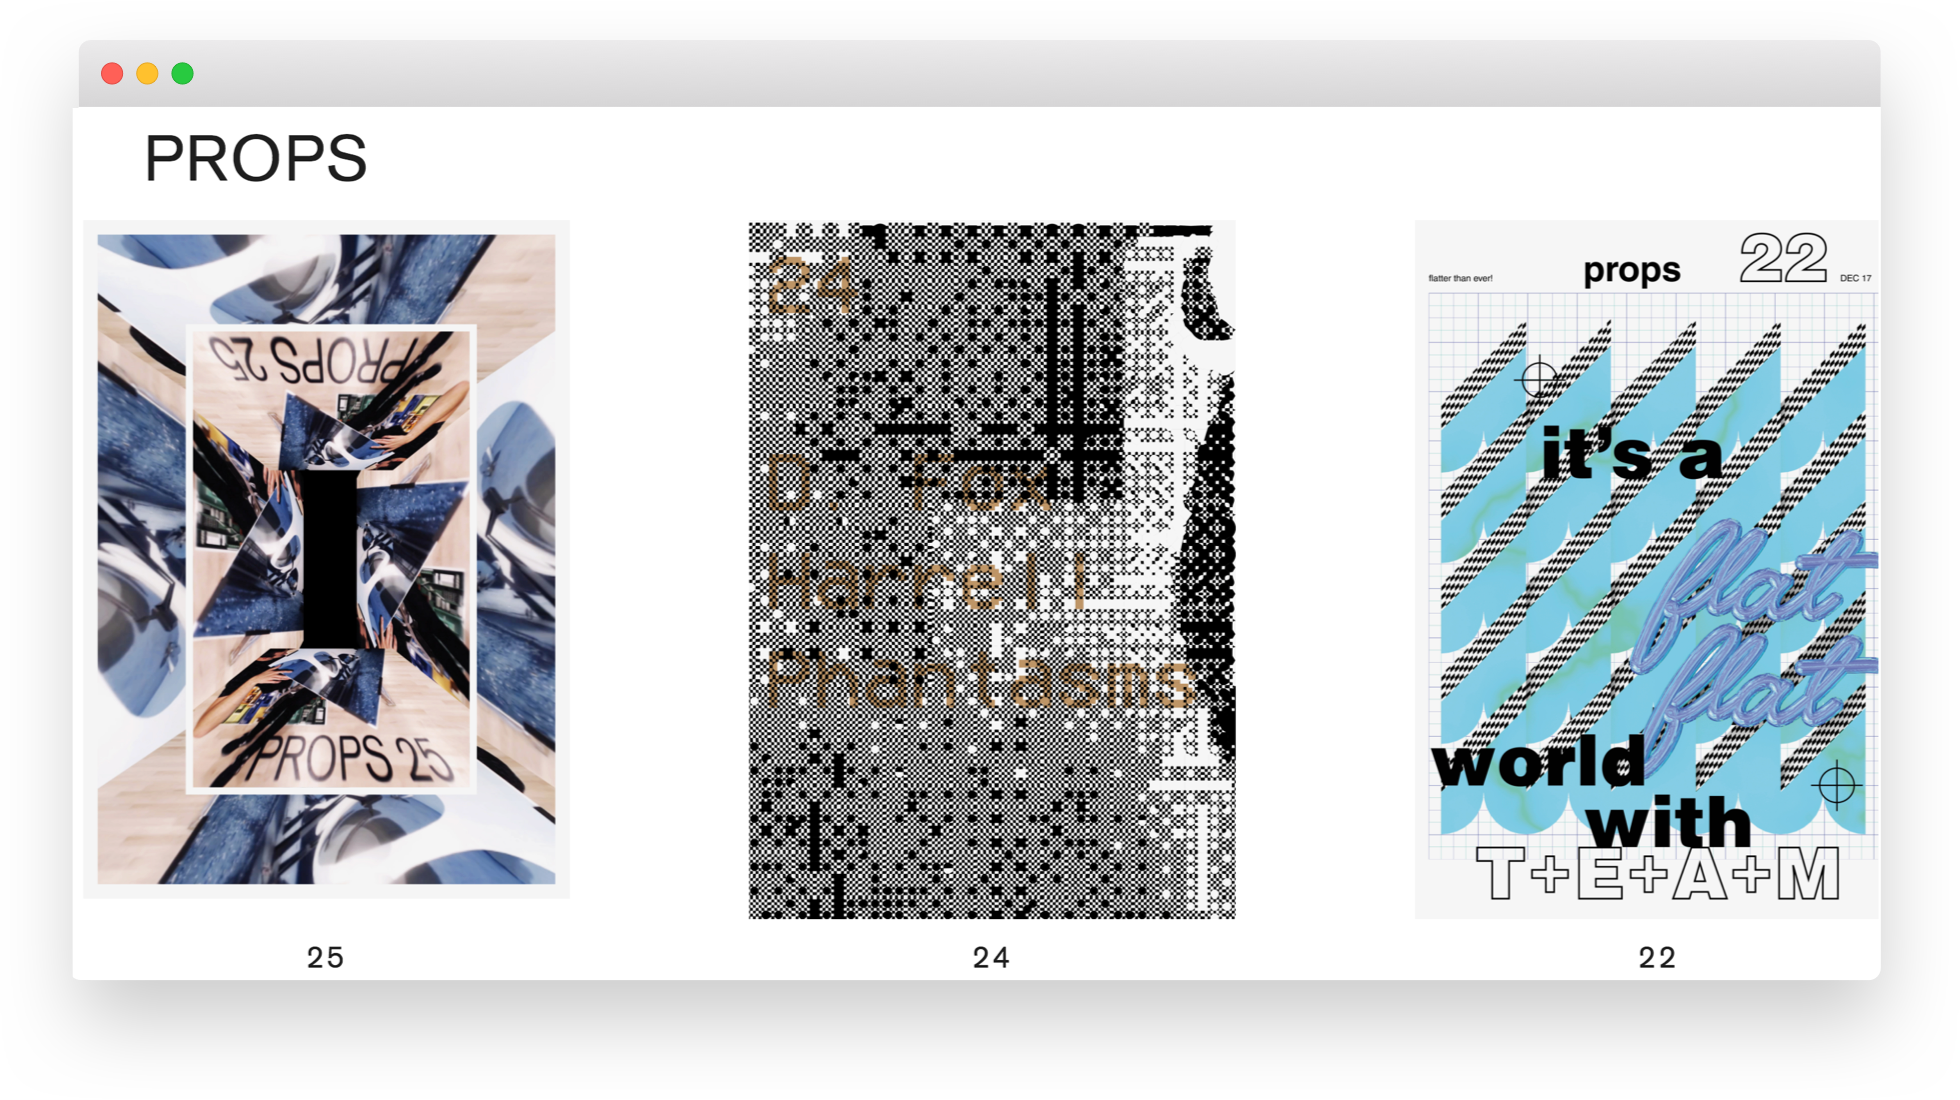 PROPS
PROPS 25
PROPS 25
25
24
D. Fox
Harrell
Phantasms
24
flatter than ever!
props
22
DEC 17
it's a
flat
flat
world
with
T+E+A+M
22